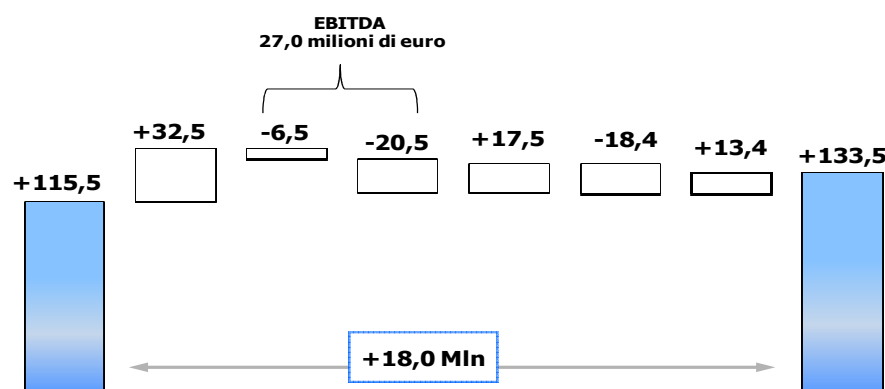 EBITDA
27,0 milioni di euro
+32,5
-6,5
-20,5
+17,5
-18,4
+13,4
+133,5
+115,5
+18,0 Mln